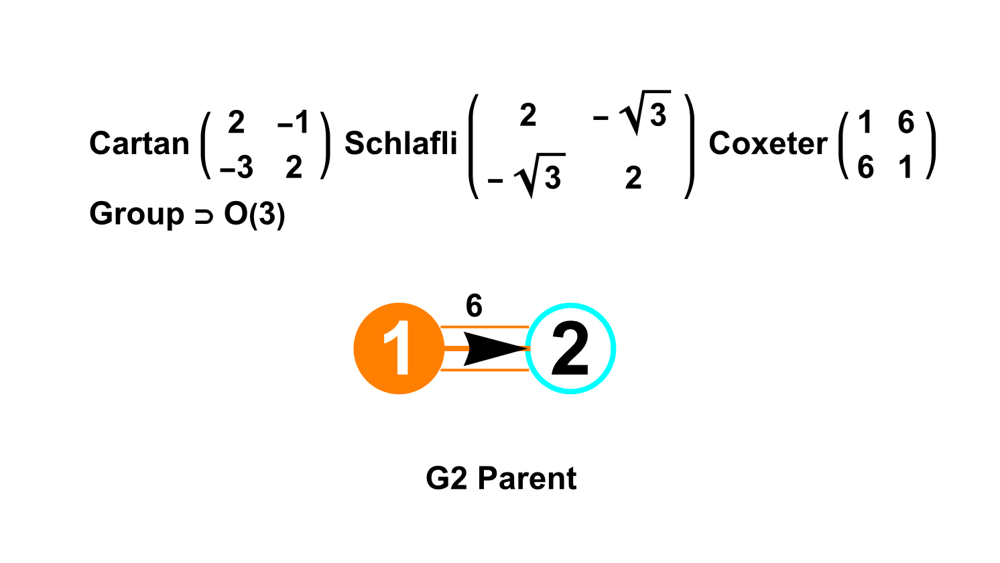 Cartan ( 2 −1 −3 2 ) Schlafli ( 2 − √3 − √3 2 ) Coxeter ( 1 6 6 1 )
Group ⊃ O(3)
6
1 2
G2 Parent